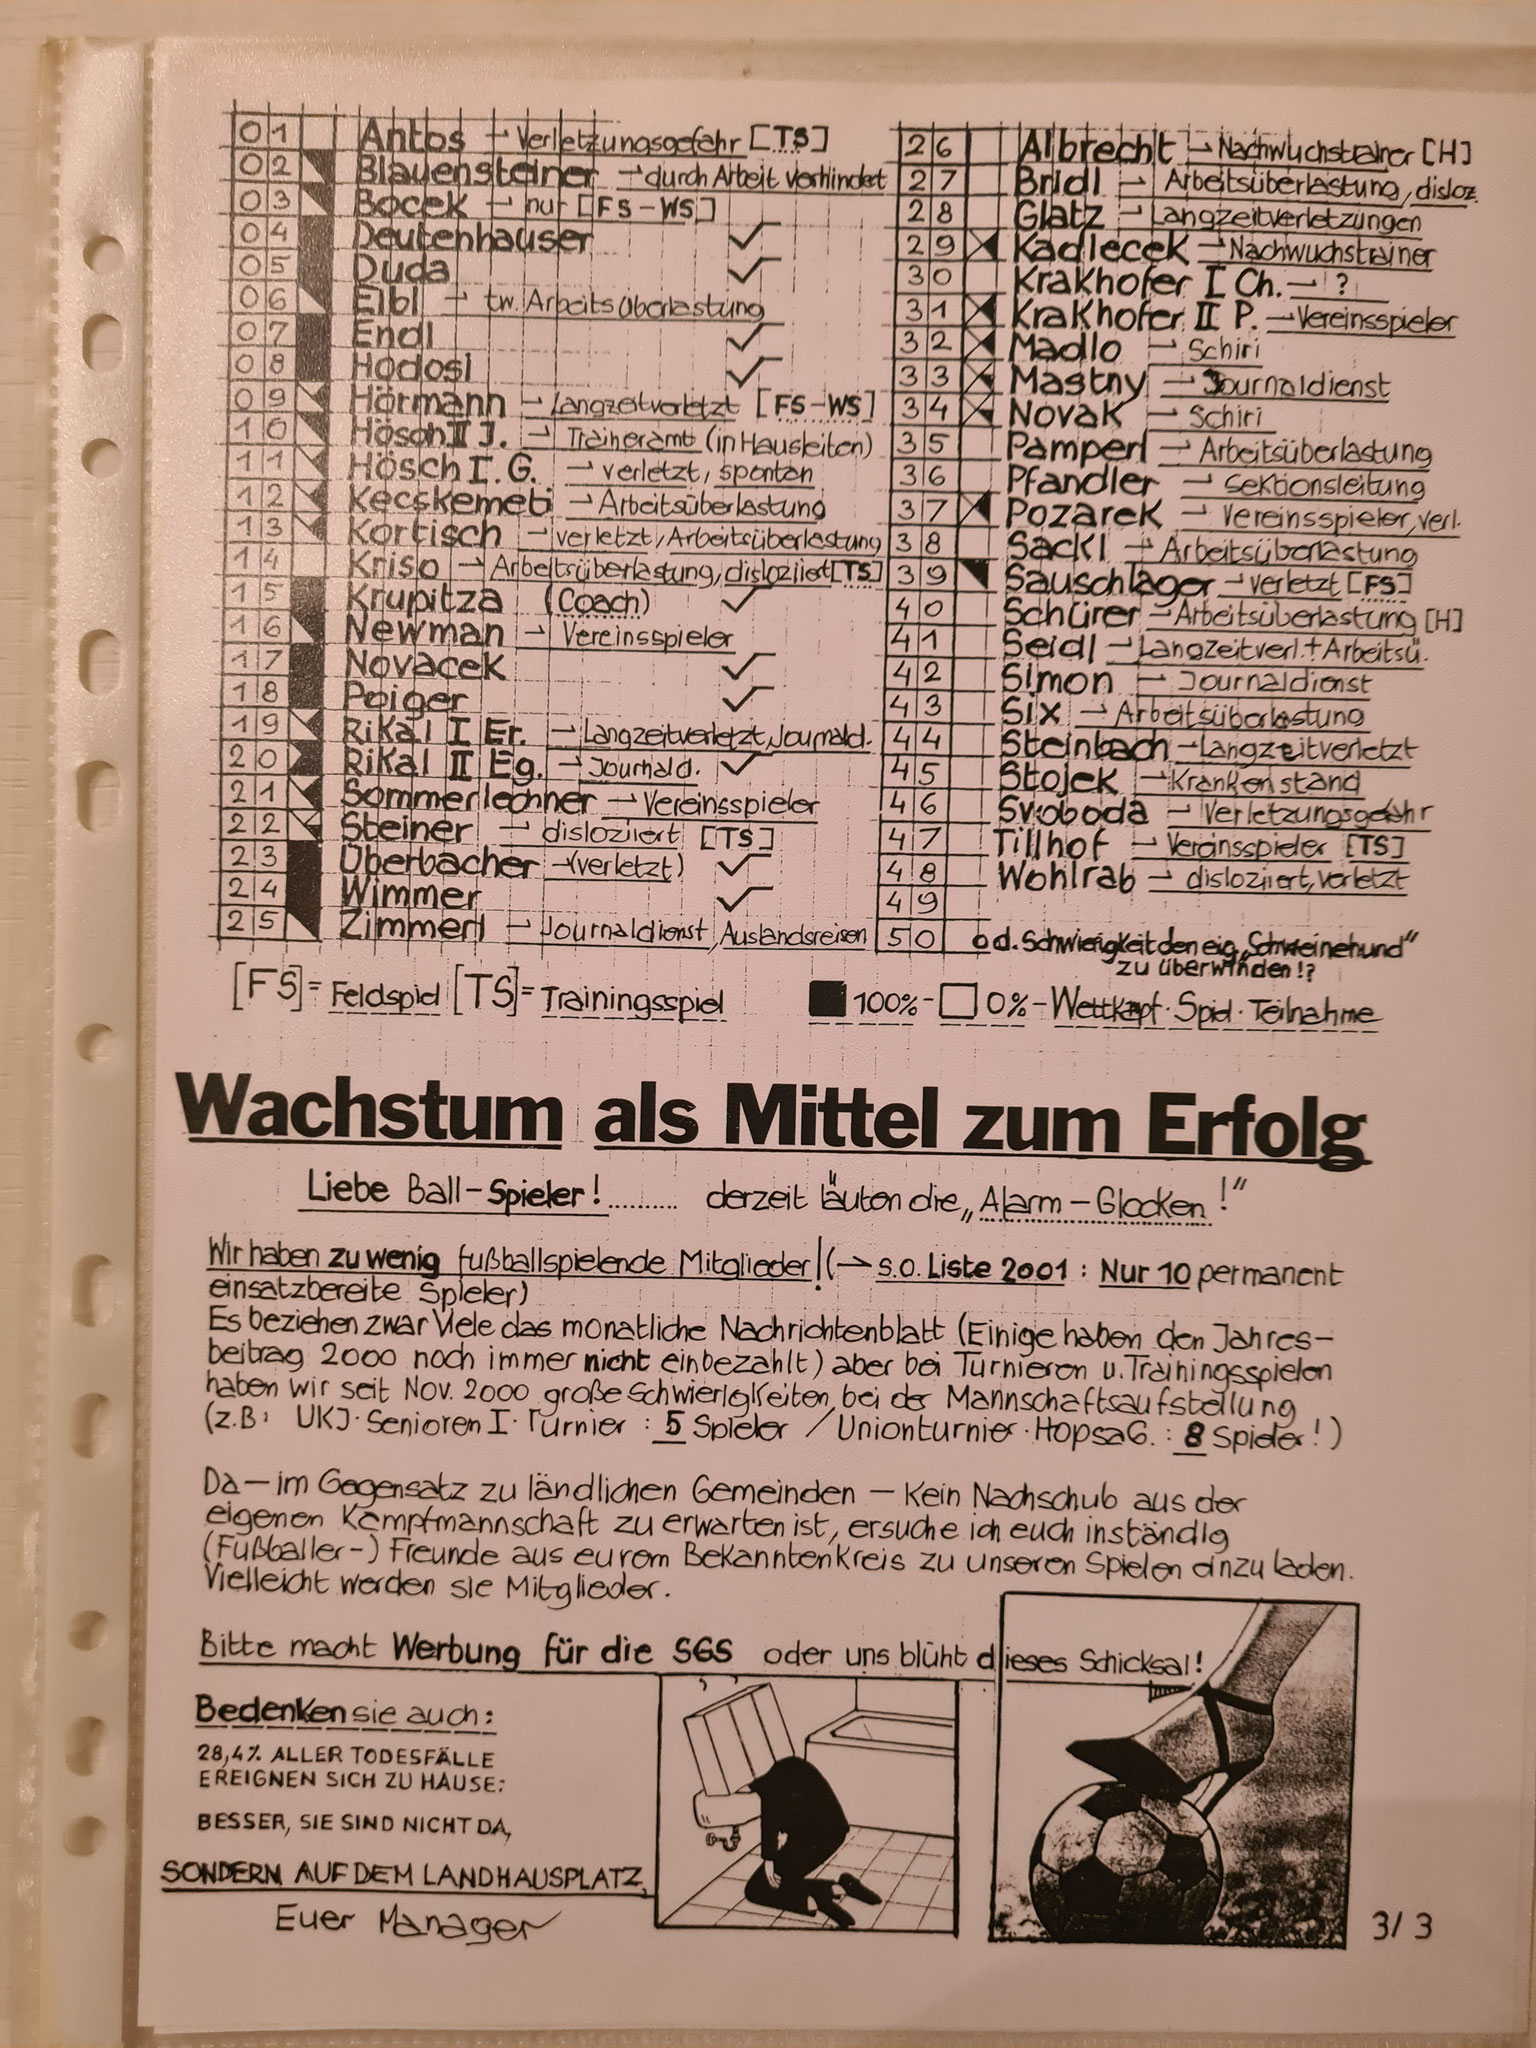 01 Antos → Verletzungsgefahr [TS]
02 Blauensteiner → durch Arbeit verhindet
03 Bocek → nur [FS-WS]
04 Deutenhauser ✓
05 Duda ✓
06 Eibl → tw. Arbeitsüberlastung
07 Endl ✓
08 Hodosi ✓
09 Hörmann → Langzeitverletzt [FS-WS]
10 Hösch II J. → Traineramt (in Hausleiten)
11 Hösch I. G. → verletzt, spontan
12 Kecskemeti → Arbeitsüberlastung
13 Kortisch → verletzt, Arbeitsüberlastung
14 Kriso → Arbeitsüberlastung, disloziiert [TS]
15 Krupitza (Coach) ✓
16 Newman → Vereinsspieler
17 Novacek ✓
18 Poiger ✓
19 Rikal I Er. → Langzeitverletzt, Journald.
20 Rikal II Eg. → Journald. ✓
21 Sommerlechner → Vereinsspieler
22 Steiner → disloziiert [TS]
23 Überbacher → (verletzt) ✓
24 Wimmer ✓
25 Zimmerl → Journaldienst, Auslandsreisen
26 Albrecht → Nachwuchstrainer [H]
27 Bridl → Arbeitsüberlastung, disloz.
28 Glatz → Langzeitverletzungen
29 Kadlecek → Nachwuchstrainer
30 Krakhofer I Ch. → ?
31 Krakhofer II P. → Vereinsspieler
32 Madlo → Schiri
33 Mastny → Journaldienst
34 Novak → Schiri
35 Pamperl → Arbeitsüberlastung
36 Pfandler → Sektionsleitung
37 Pozarek → Vereinsspieler, verl.
38 Sackl → Arbeitsüberlastung
39 Sauschlager → verletzt [FS]
40 Schürer → Arbeitsüberlastung [H]
41 Seidl → Langzeitverl. + Arbeitsü.
42 Simon → Journaldienst
43 Six → Arbeitsüberlastung
44 Steinbach → Langzeitverletzt
45 Stojek → Krankenstand
46 Svoboda → Verletzungsgefahr
47 Tillhof → Vereinsspieler [TS]
48 Wohlrab → disloziiert, verletzt
49
50 o d. Schwierigkeit den eig. „Schweinehund“
zu überwinden!?
[FS] = Feldspiel [TS] = Trainingsspiel 100% - 0% - Wettkapf-Spiel-Teilnahme
Wachstum als Mittel zum Erfolg
Liebe Ball-Spieler! ......... derzeit läuten die „Alarm-Glocken!“
Wir haben zu wenig fußballspielende Mitglieder! (→ s.o. Liste 2001 : Nur 10 permanent
einsatzbereite Spieler)
Es beziehen zwar Viele das monatliche Nachrichtenblatt (Einige haben den Jahres-
beitrag 2000 noch immer nicht einbezahlt) aber bei Turnieren u. Trainingsspielen
haben wir seit Nov. 2000 große Schwierigkeiten bei der Mannschaftsaufstellung
(z.B: UKJ-Senioren I-Turnier : 5 Spieler / Unionturnier-HopsaG. : 8 Spieler!)
Da - im Gegensatz zu ländlichen Gemeinden - kein Nachschub aus der
eigenen Kampfmannschaft zu erwarten ist, ersuche ich euch inständig
(Fußballer-) Freunde aus eurem Bekanntenkreis zu unseren Spielen einzuladen.
Vielleicht werden sie Mitglieder.
Bitte macht Werbung für die SGS oder uns blüht dieses Schicksal!
Bedenken sie auch:
28,4% ALLER TODESFÄLLE
EREIGNEN SICH ZU HAUSE:
BESSER, SIE SIND NICHT DA,
SONDERN AUF DEM LANDHAUSPLATZ,
Euer Manager
3/3